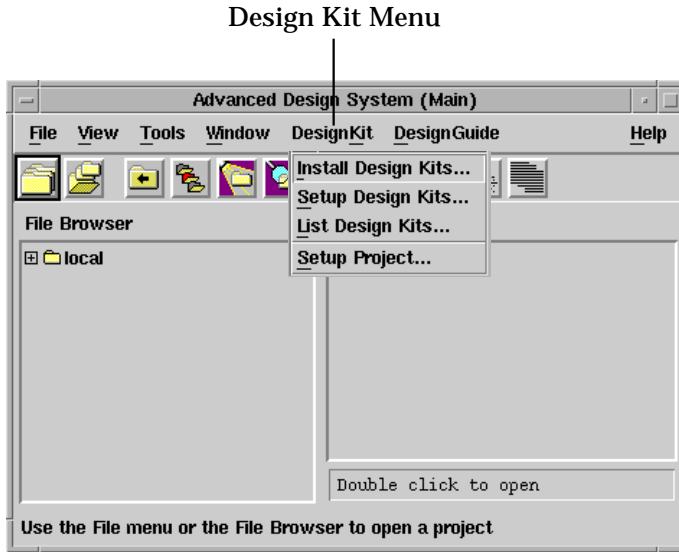 Design Kit Menu
Advanced Design System (Main)
File View Tools Window DesignKit DesignGuide Help
Install Design Kits...
Setup Design Kits...
List Design Kits...
Setup Project...
File Browser
local
Double click to open
Use the File menu or the File Browser to open a project